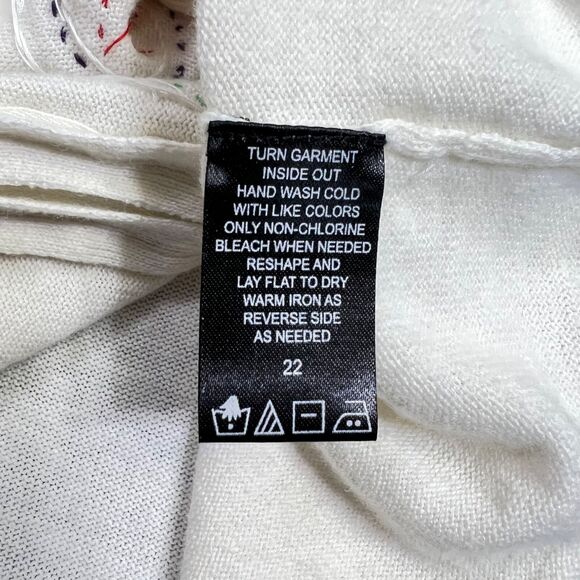 TURN GARMENT
INSIDE OUT
HAND WASH COLD
WITH LIKE COLORS
ONLY NON-CHLORINE
BLEACH WHEN NEEDED
RESHAPE AND
LAY FLAT TO DRY
WARM IRON AS
REVERSE SIDE
AS NEEDED
22